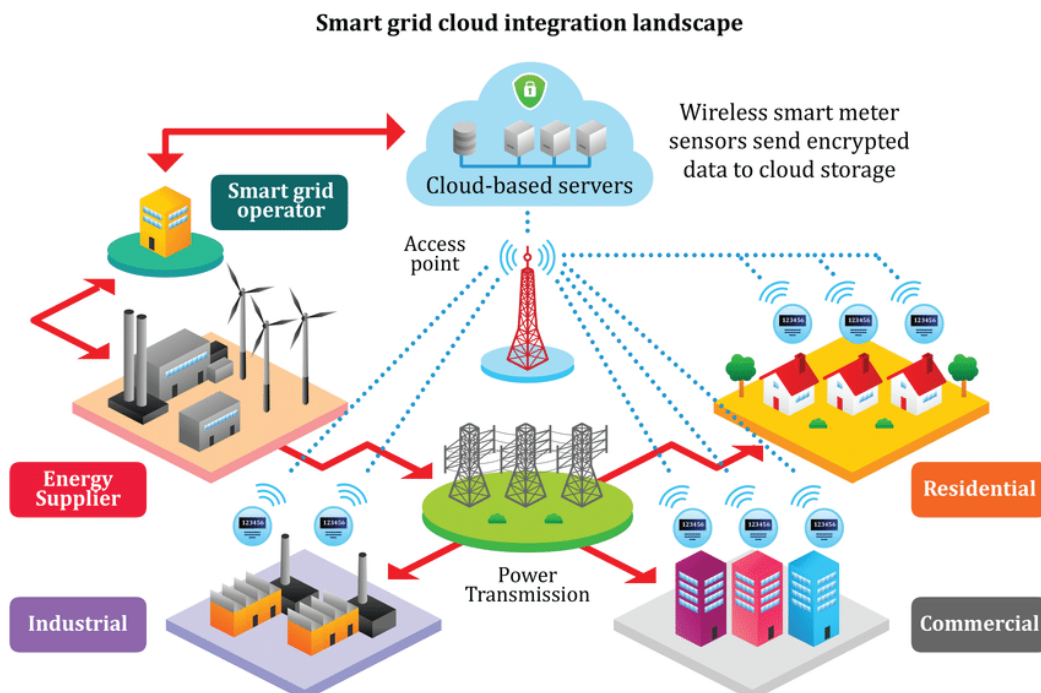 Smart grid cloud integration landscape
Wireless smart meter
sensors send encrypted
data to cloud storage
Cloud-based servers
Smart grid
operator
Access
point
123456
123456
123456
Energy
Supplier
Residential
123456
123456
123456
123456
123456
Power
Transmission
Industrial
Commercial